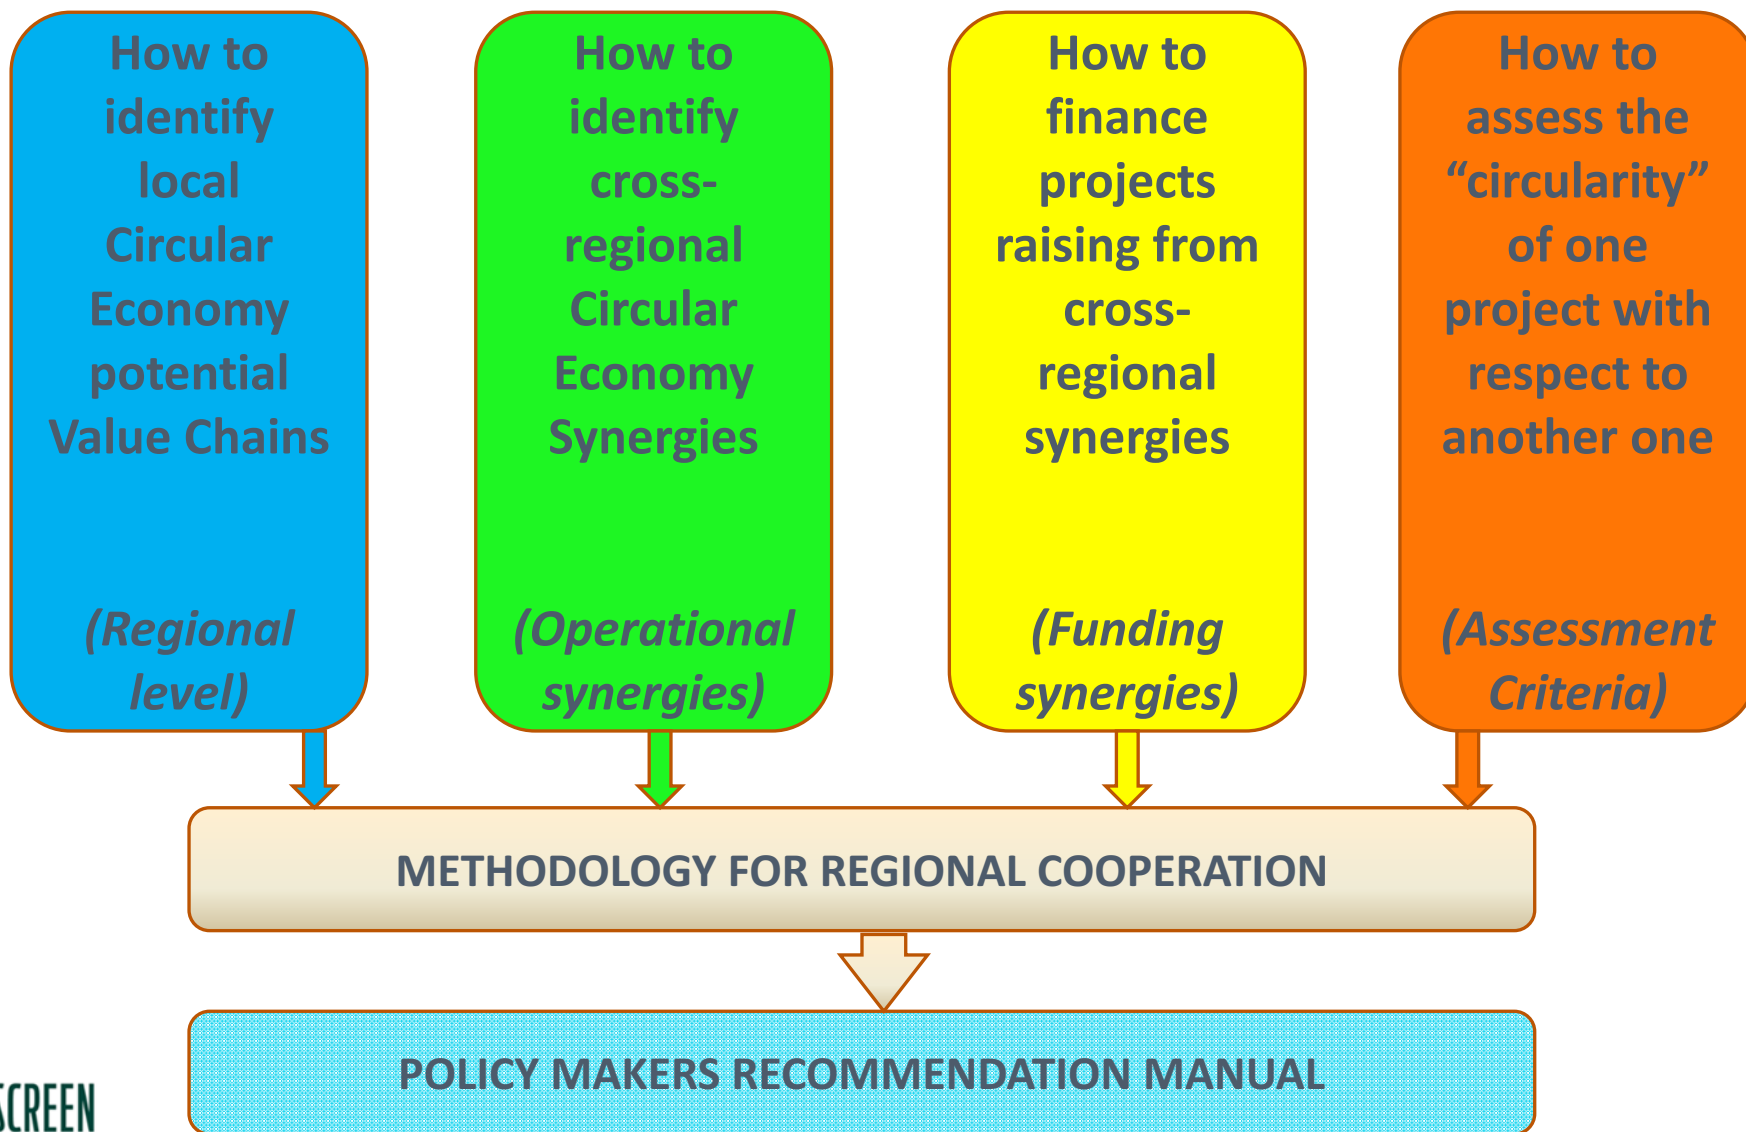 How to
identify
local
Circular
Economy
potential
Value Chains
(Regional
level)
How to
identify
cross-
regional
Circular
Economy
Synergies
(Operational
synergies)
How to
finance
projects
raising from
cross-
regional
synergies
(Funding
synergies)
How to
assess the
“circularity”
of one
project with
respect to
another one
(Assessment
Criteria)
METHODOLOGY FOR REGIONAL COOPERATION
POLICY MAKERS RECOMMENDATION MANUAL
SCREEN